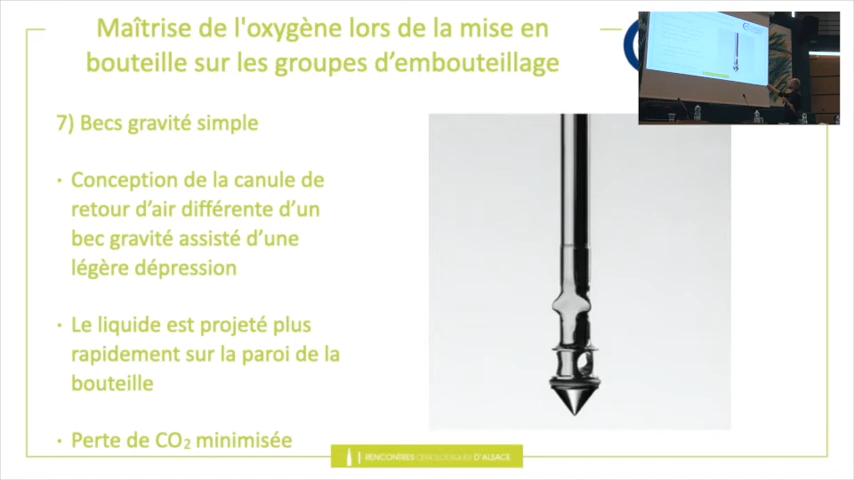 Maîtrise de l'oxygène lors de la mise en
bouteille sur les groupes d'embouteillage
7) Becs gravité simple
· Conception de la canule de
retour d'air différente d'un
bec gravité assisté d'une
légère dépression
· Le liquide est projeté plus
rapidement sur la paroi de la
bouteille
· Perte de CO₂ minimisée
RENCONTRES ŒNOLOGIQUES D'ALSACE